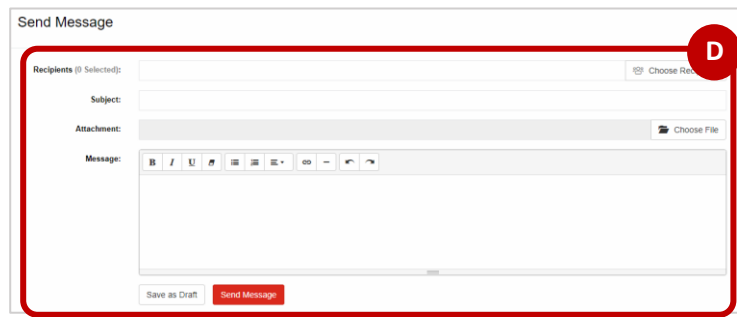 Send Message
D
Recipients (0 Selected):
Choose Rec
Subject:
Attachment:
Choose File
Message:
B I U
Save as Draft
Send Message